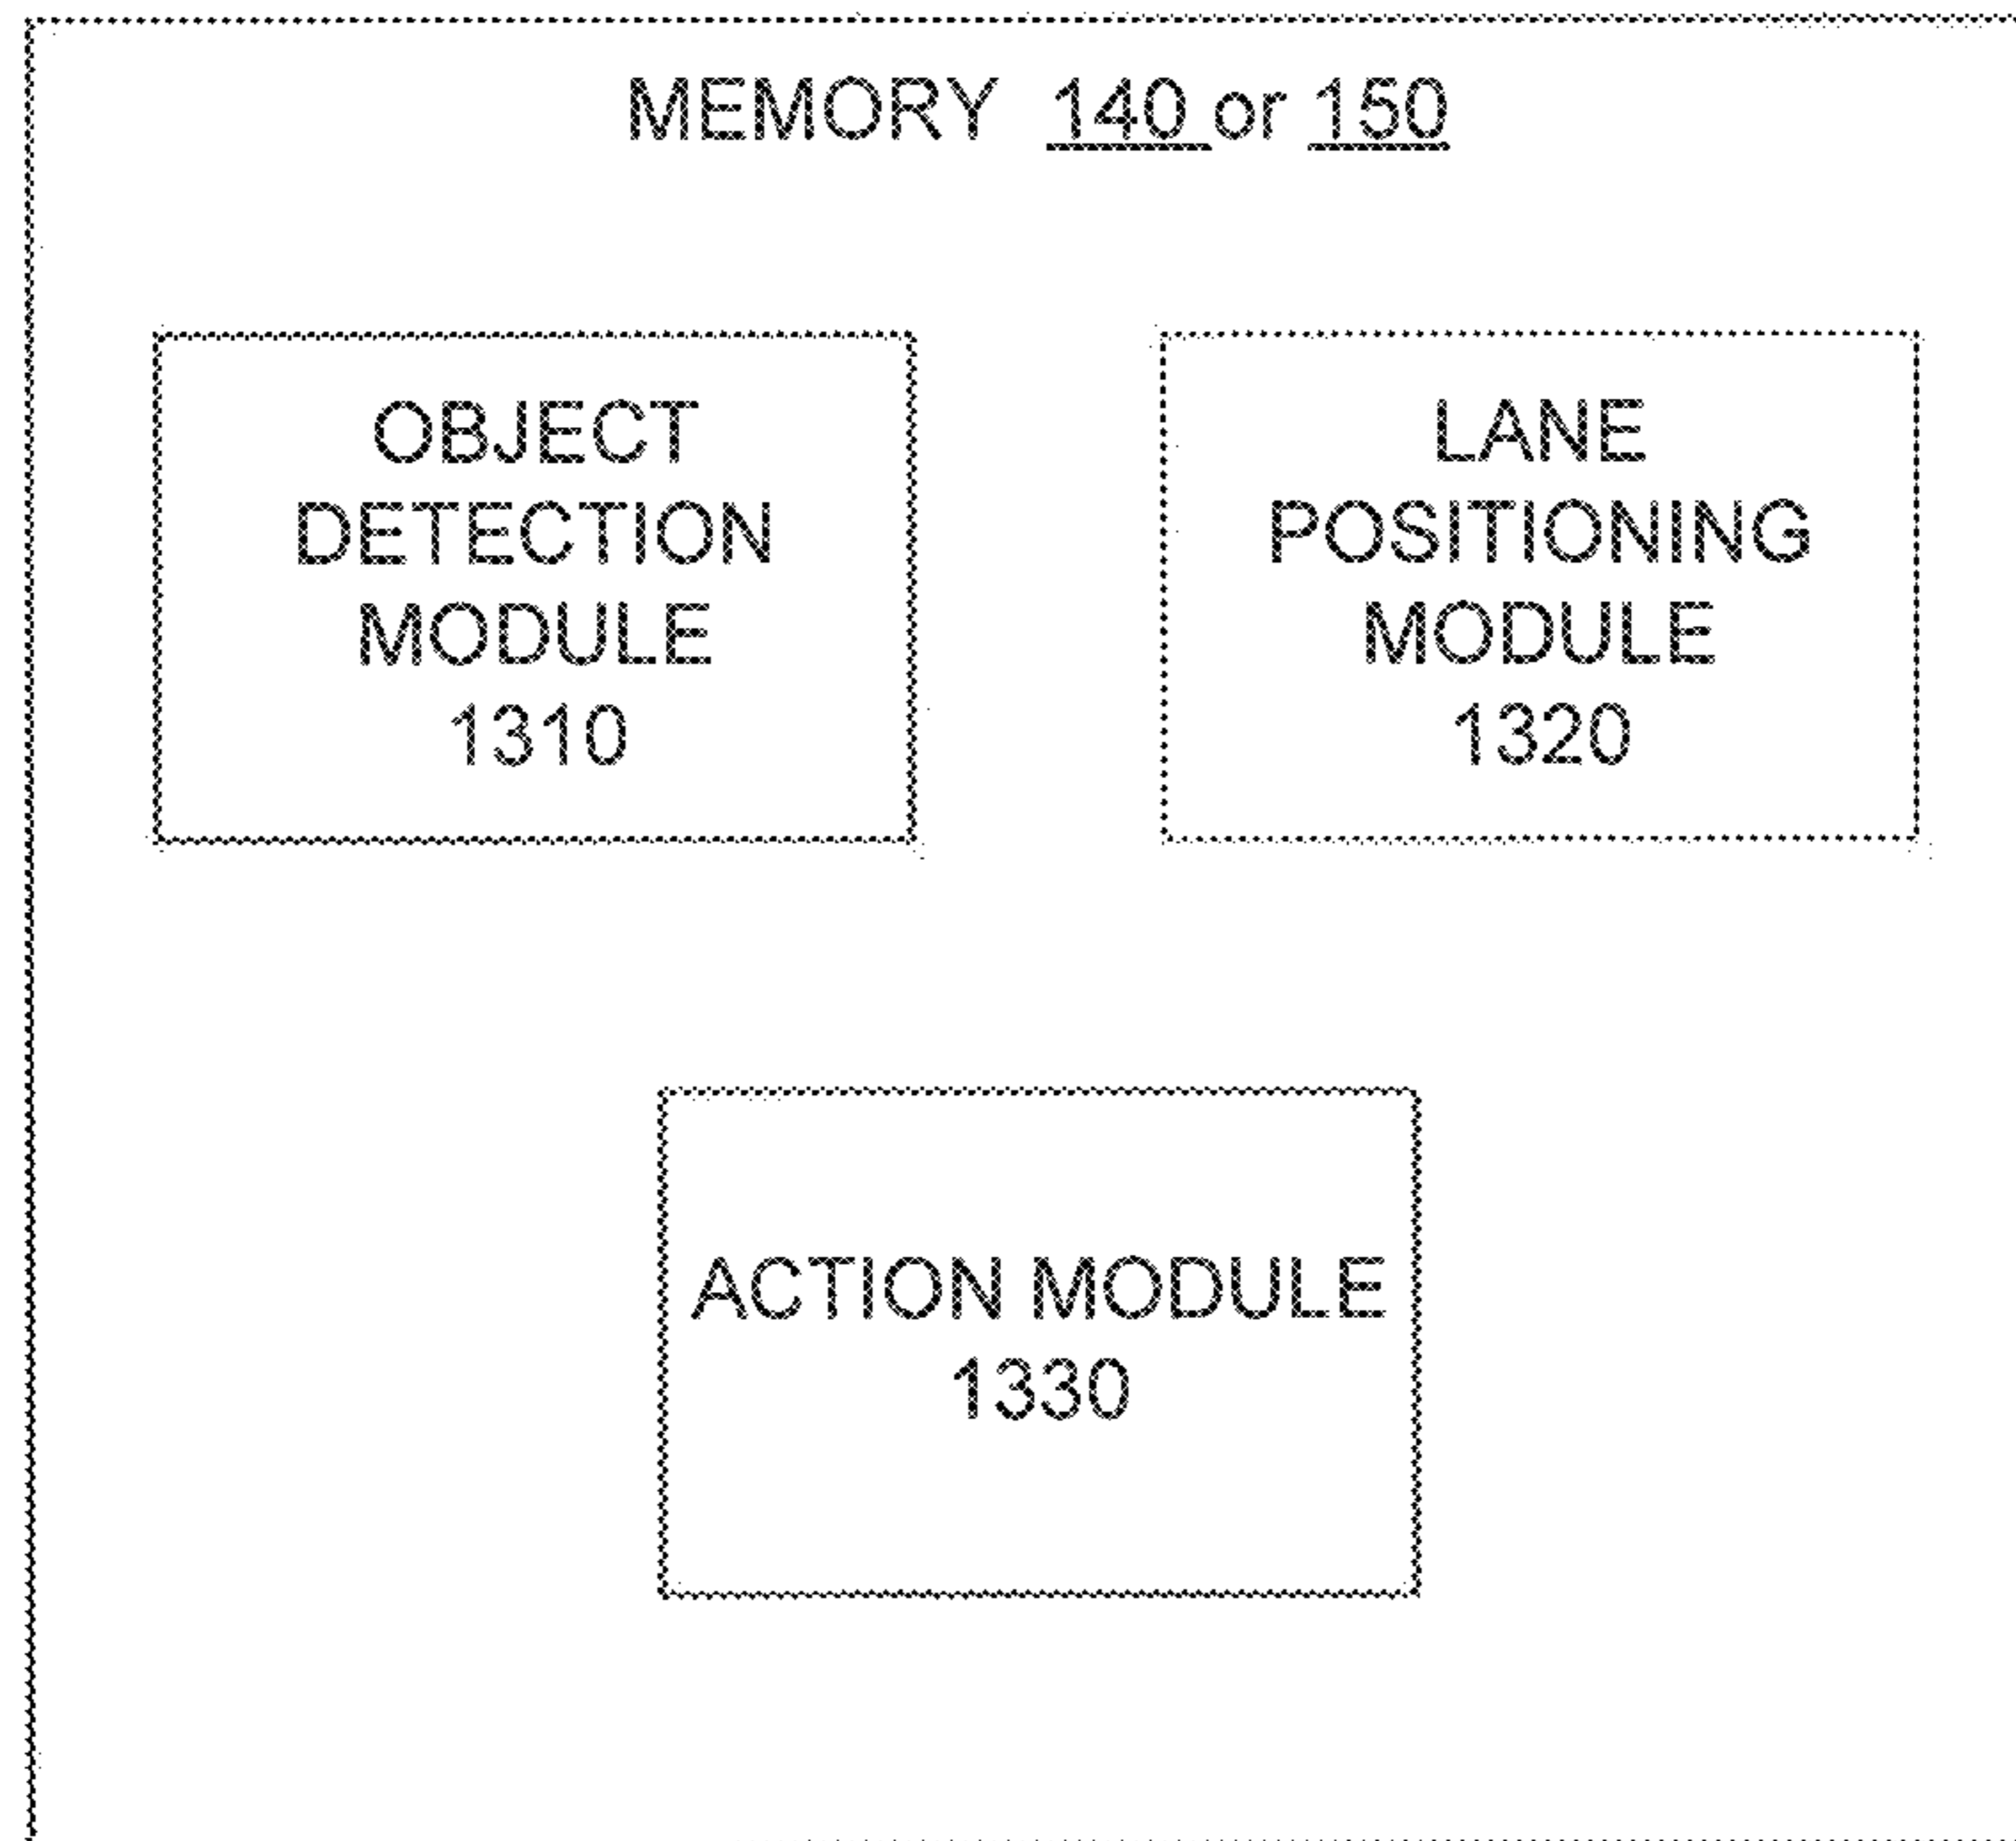 MEMORY 140 or 150
OBJECT
DETECTION
MODULE
1310
LANE
POSITIONING
MODULE
1320
ACTION MODULE
1330